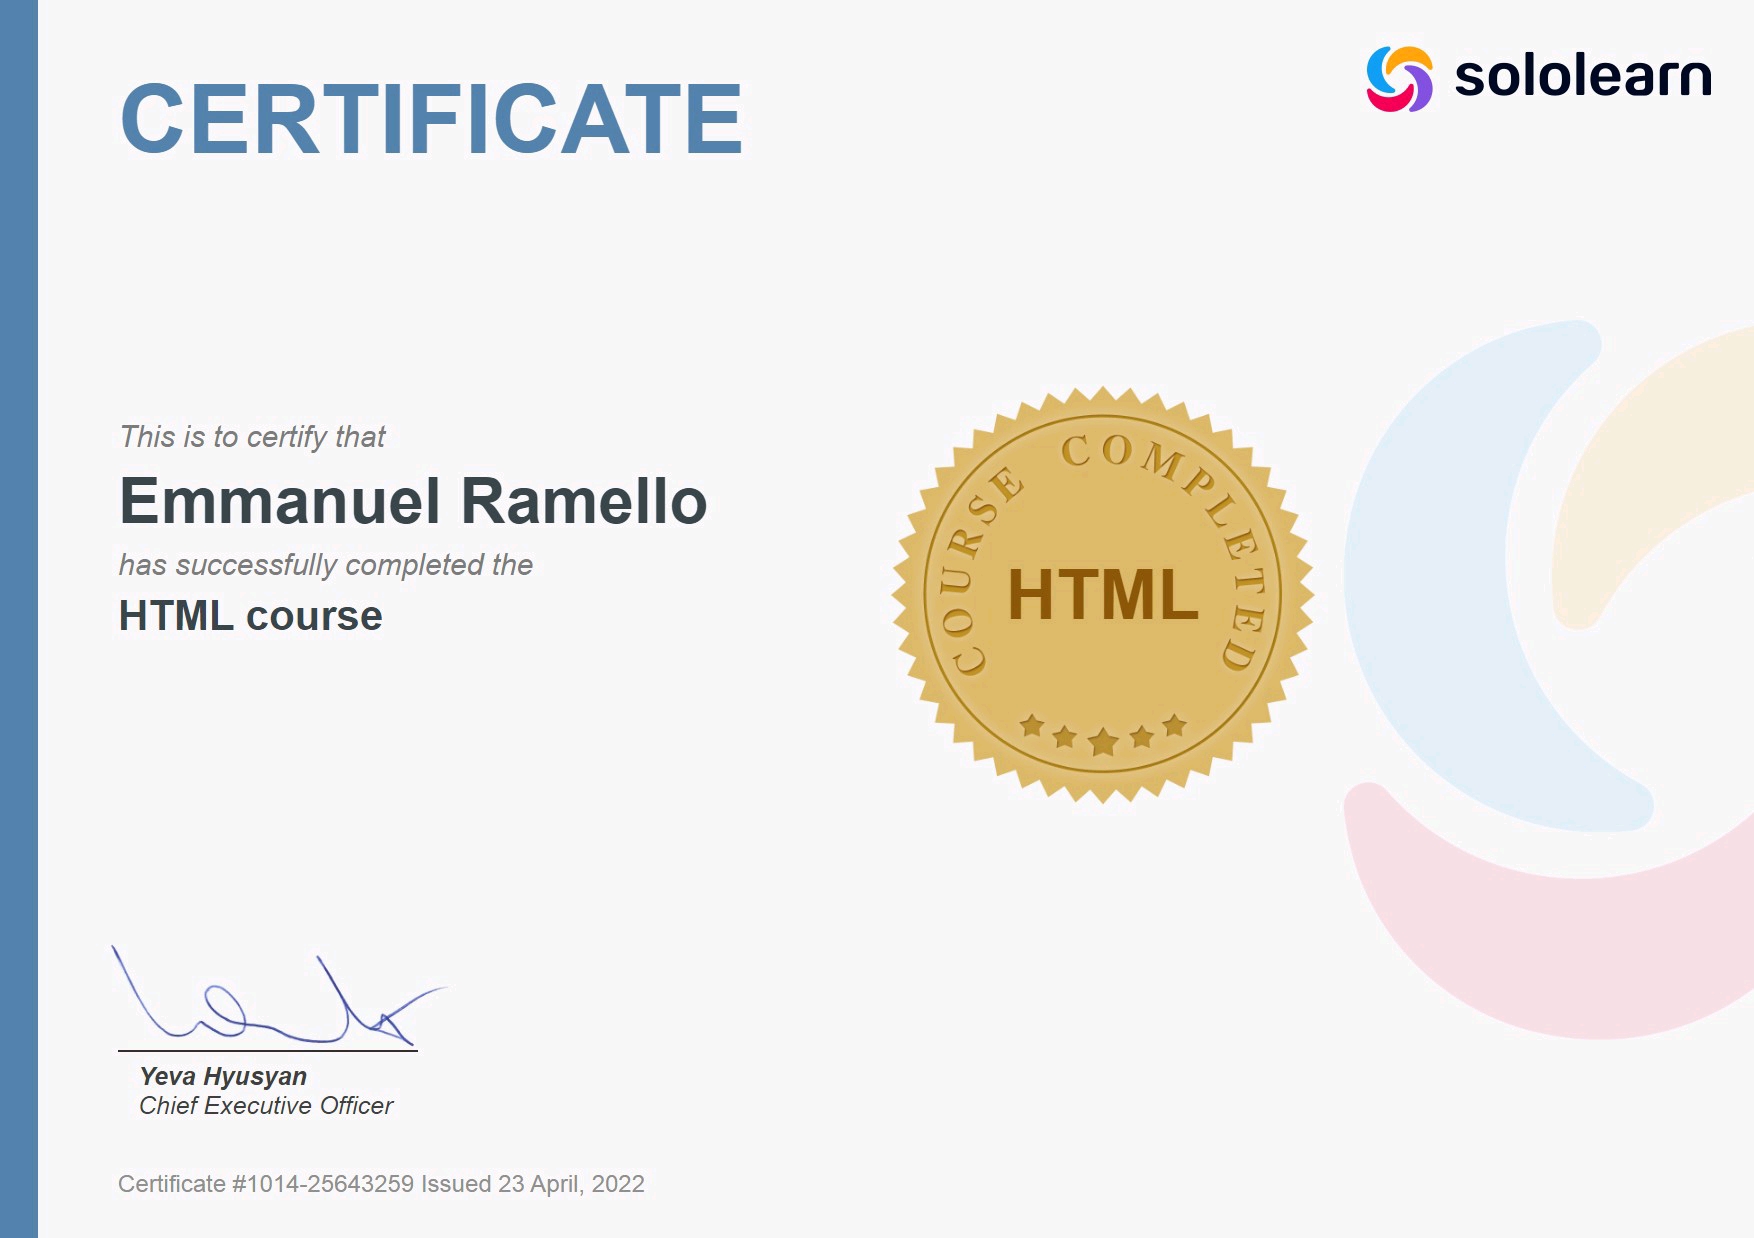 CERTIFICATE
sololearn
This is to certify that
Emmanuel Ramello
has successfully completed the
HTML course
COURSE COMPLETED
HTML
Yeva Hyusyan
Chief Executive Officer
Certificate #1014-25643259 Issued 23 April, 2022